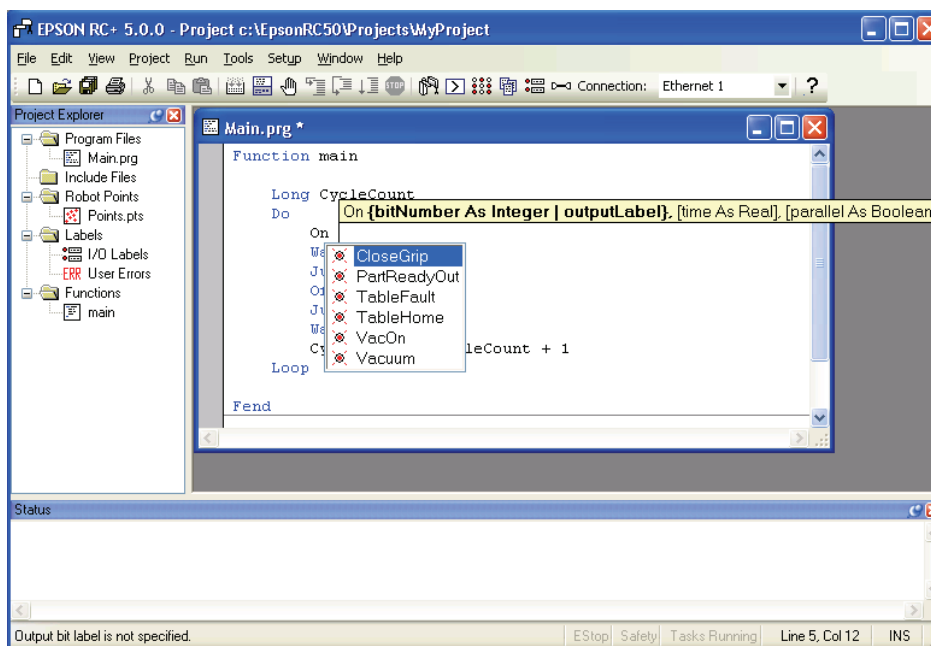 EPSON RC+ 5.0.0 - Project c:\EpsonRC50\Projects\MyProject
File Edit View Project Run Tools Setup Window Help
Connection: Ethernet 1 ?
Project Explorer
Program Files
Main.prg
Include Files
Robot Points
Points.pts
Labels
I/O Labels
ERR User Errors
Functions
main
Main.prg *
Function main
Long CycleCount
Do
On {bitNumber As Integer | outputLabel}, [time As Real], [parallel As Boolean
On
CloseGrip
PartReadyOut
TableFault
TableHome
VacOn
Vacuum
leCount + 1
Loop
Fend
Status
Output bit label is not specified.
EStop Safety Tasks Running Line 5, Col 12 INS